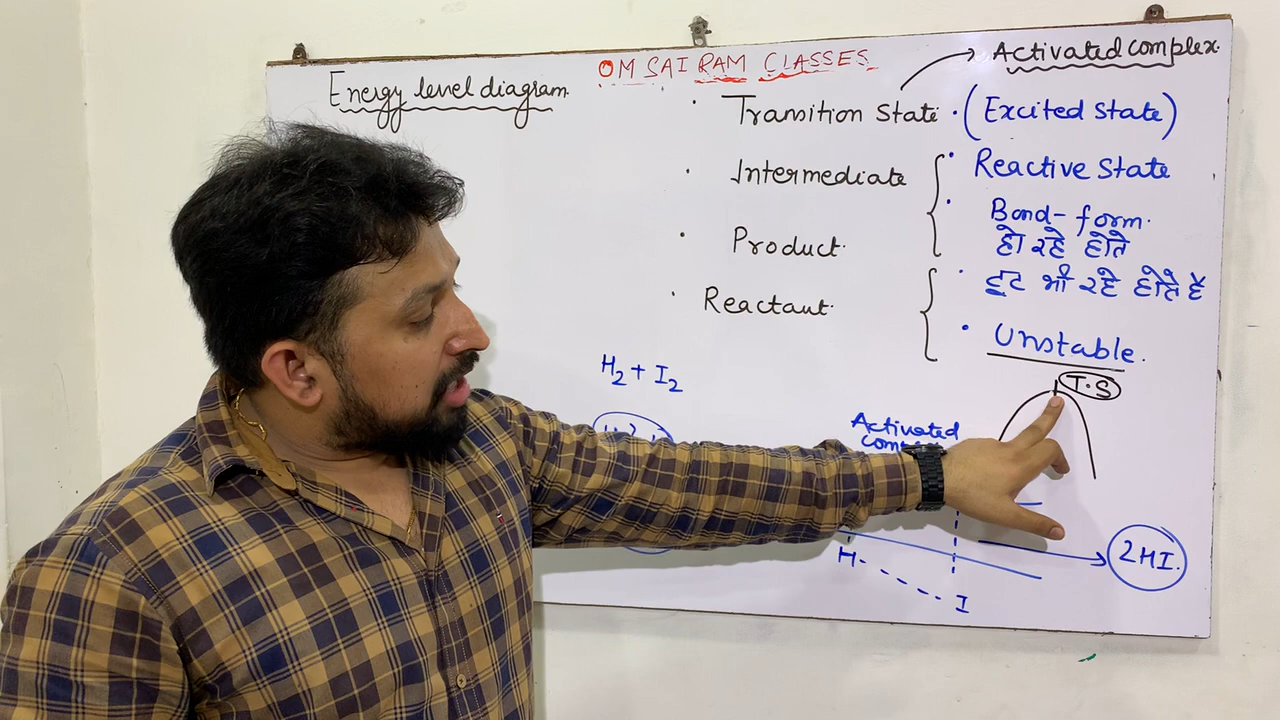 OM SAI RAM CLASSES
Energy level diagram
Activated complex.
Transition State
(Excited State)
Intermediate
Reactive State
Product
Bond-form.
हो रहे होते
टूट भी रहे होते हैं
Reactant
Unstable.
H2 + I2
T.S
Activated
H
I
2HI.